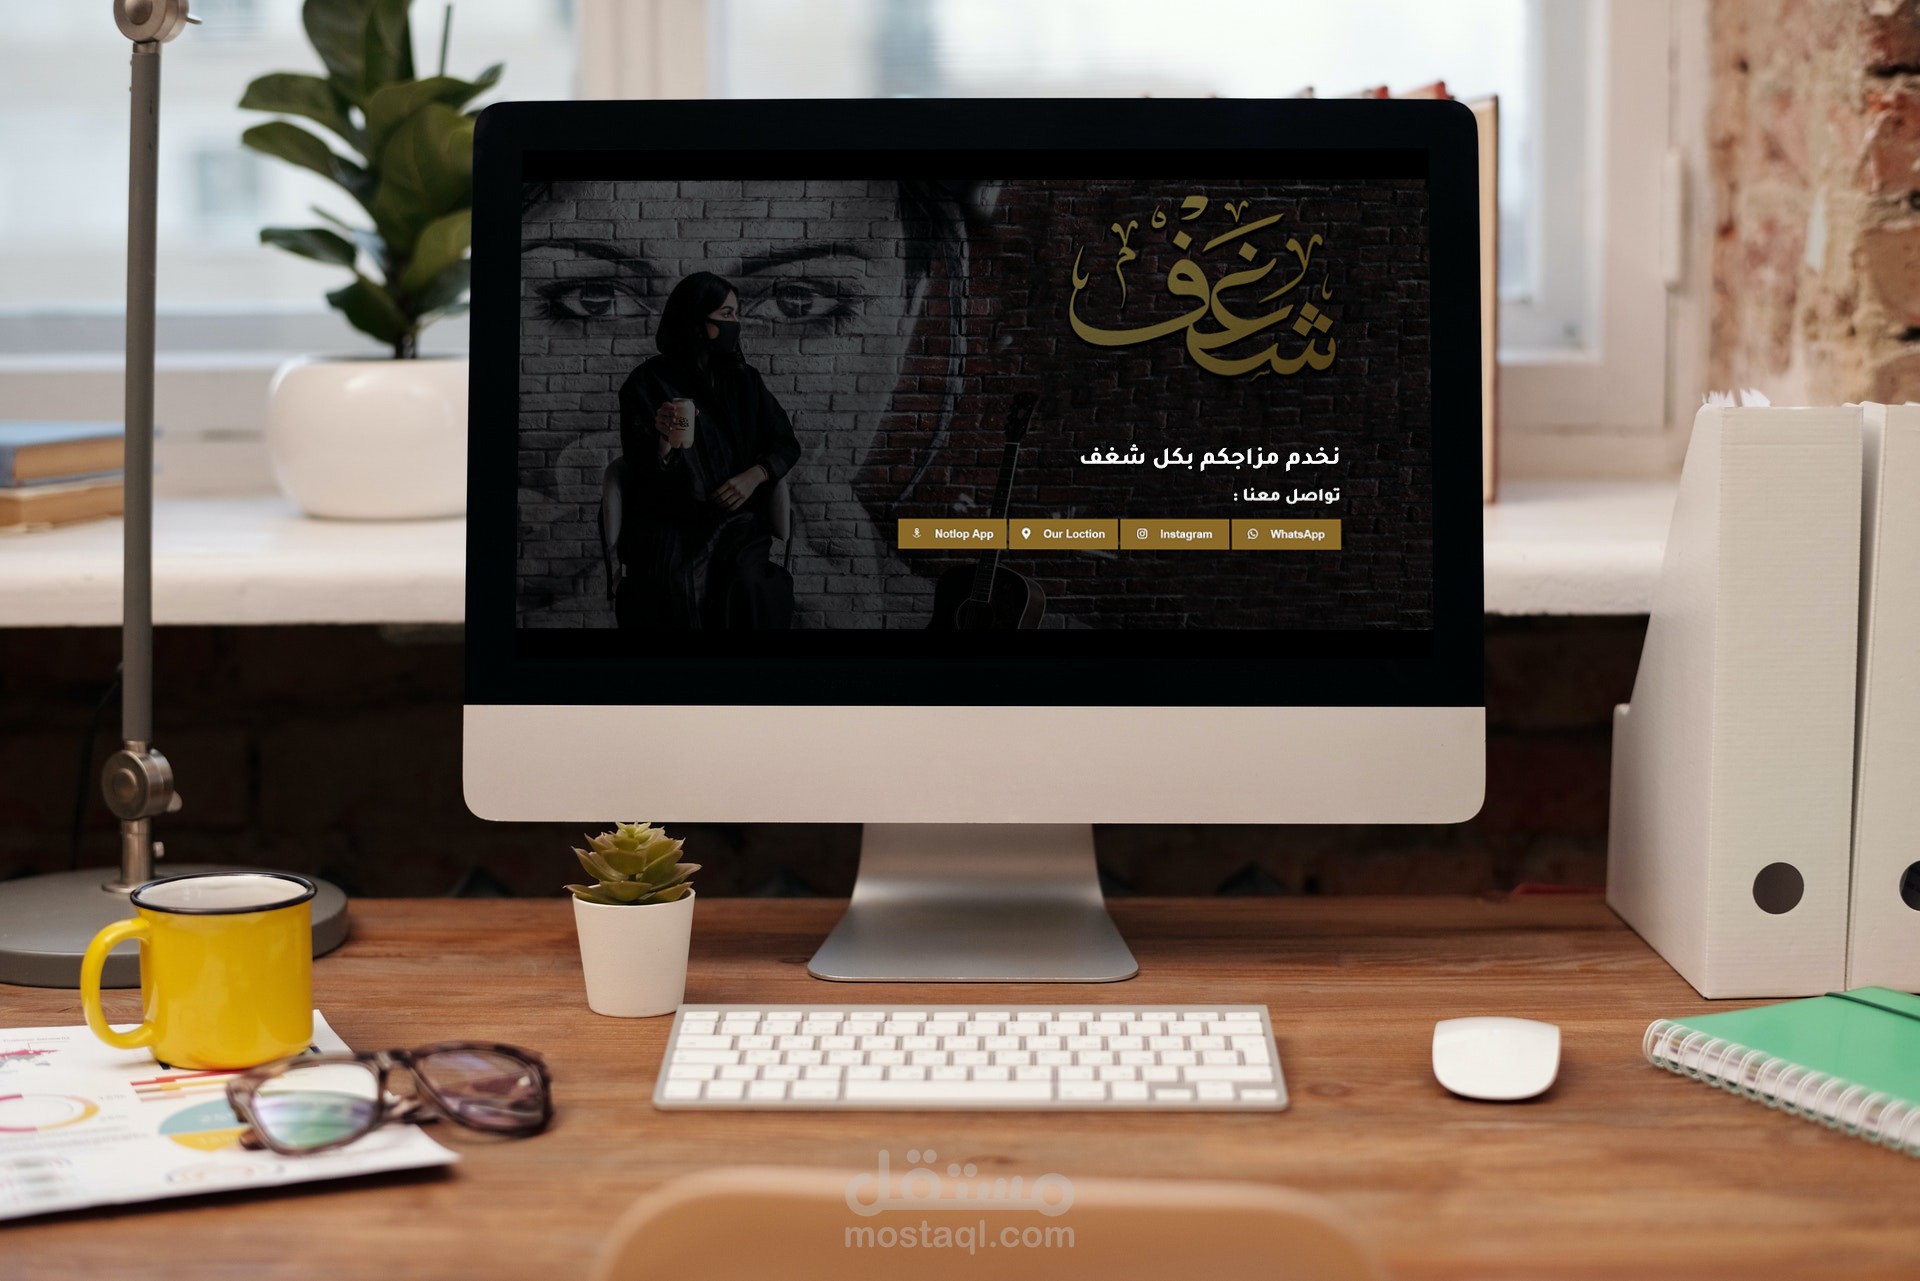 شغف
نخدم مزاجكم بكل شغف
تواصل معنا :
Notlop App
Our Loction
Instagram
WhatsApp
مستقل
mostaql.com